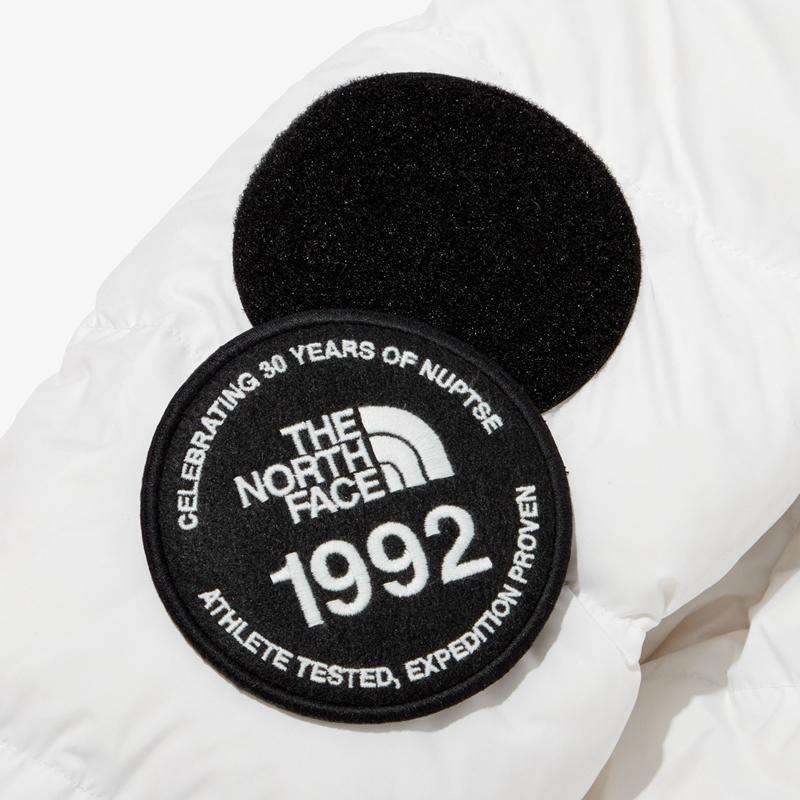 CELEBRATING 30 YEARS OF NUPTSE
THE
NORTH
FACE
1992
ATHLETE TESTED, EXPEDITION PROVEN